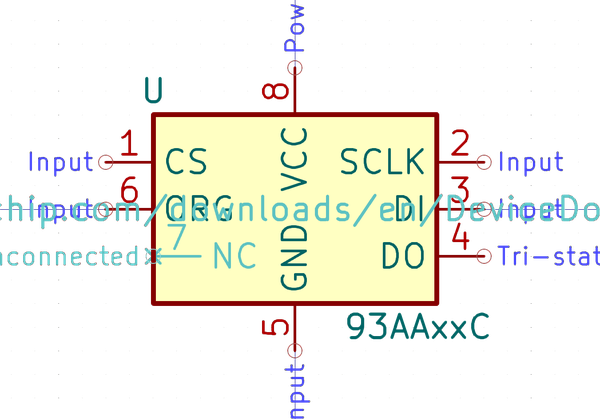 Pow
U
8
1
2
Input
CS
VCC
SCLK
Input
6
3
Input
ORG
DI
Input
chip.com/downloads/en/DeviceDo
7
4
nconnected
NC
GND
DO
Tri-stat
5
93AAxxC
nput